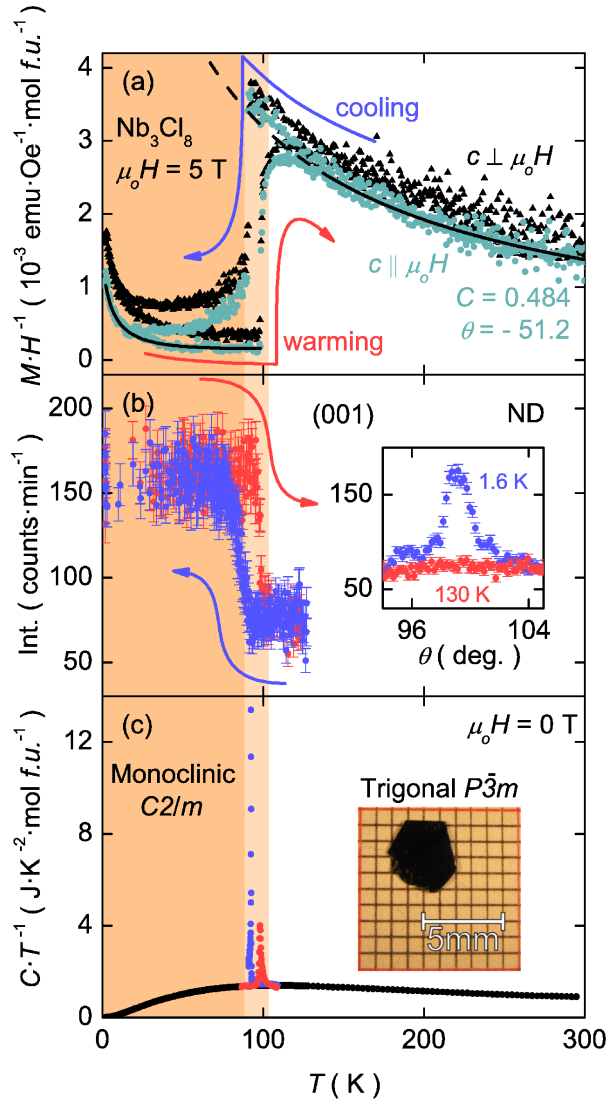 4
3
2
1
0
(a)
Nb₃Cl₈
μₒH = 5 T
cooling
c ⊥ μₒH
c || μₒH
C = 0.484
θ = - 51.2
warming
M·H⁻¹ ( 10⁻³ emu·Oe⁻¹·mol f.u.⁻¹ )
200
150
100
50
(b)
(001)
ND
150
50
1.6 K
130 K
96
104
θ ( deg. )
Int. ( counts·min⁻¹ )
12
8
4
0
(c)
μₒH = 0 T
Monoclinic
C2/m
Trigonal P3̄m
5mm
C·T⁻¹ ( J·K⁻²·mol f.u.⁻¹ )
0
100
200
300
T ( K )